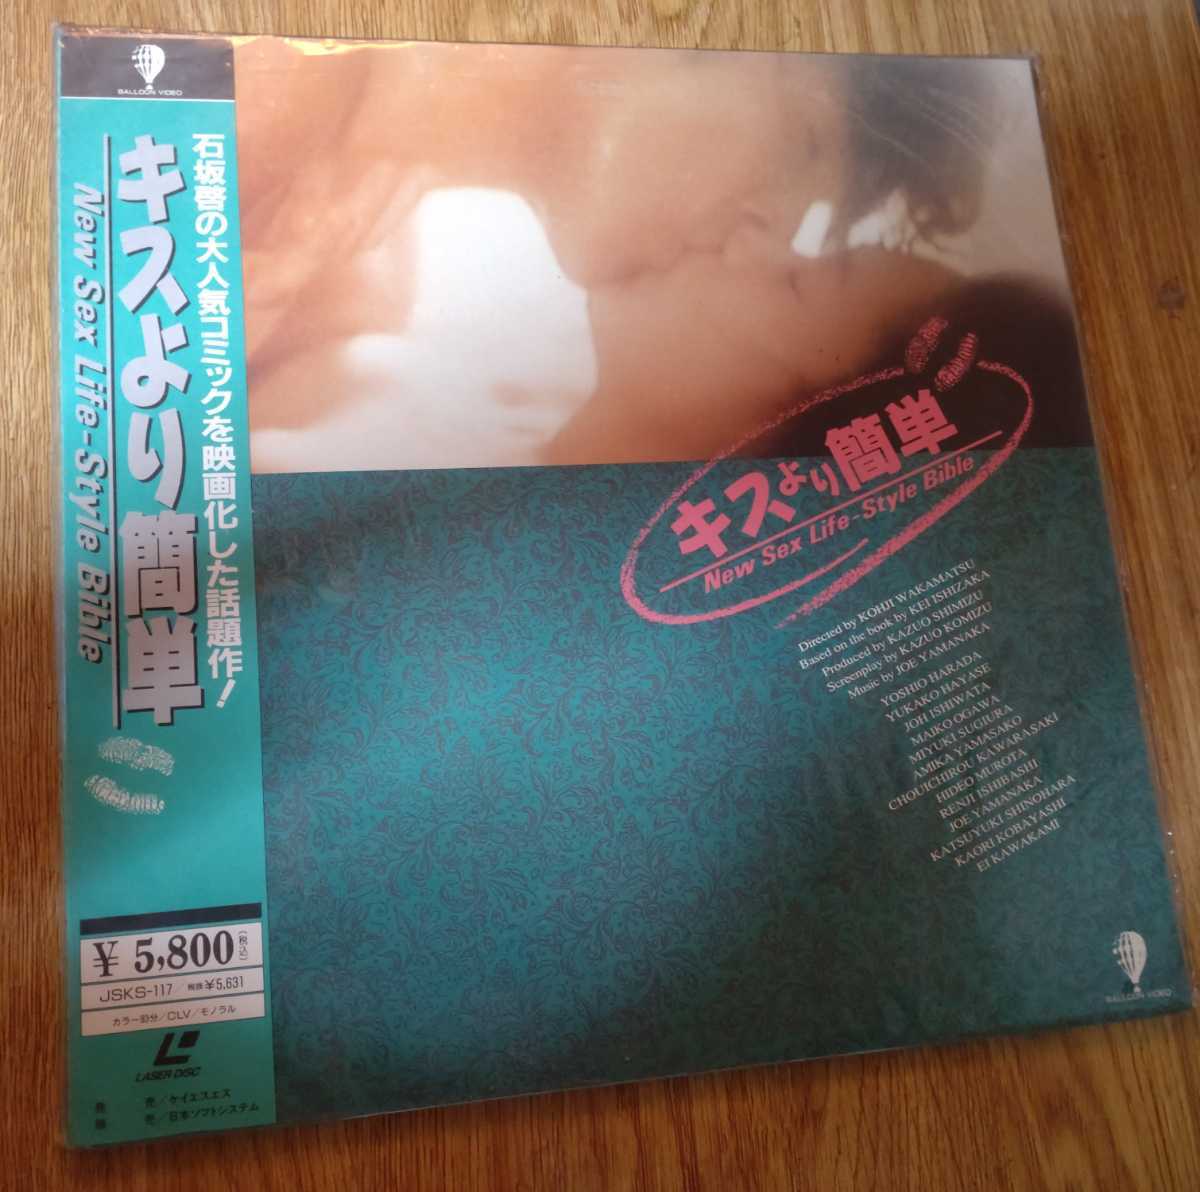 BALLOON VIDEO
石坂啓の大人気コミックを映画化した話題作!
キスより簡単
New Sex Life-Style Bible
¥5,800(税込)
JSKS-117/税抜¥5,631
カラー93分/CLV/モノラル
LASER DISC
発 売/ケイエスエス
販 売/日本ソフトシステム
キスより簡単
New Sex Life-Style Bible
Directed by KOHJI WAKAMATSU
Based on the book by KEI ISHIZAKA
Produced by KAZUO SHIMIZU
Screenplay by KAZUO KOMIZU
Music by JOE YAMANAKA
YOSHIO HARADA
YUKAKO HAYASE
JOH ISHIWATA
MAIKO OGAWA
MIYUKI SUGIURA
AMIKA YAMASAKO
CHOUICHIROU KAWARASAKI
HIDEO MUROTA
RENJI ISHIBASHI
JOE YAMANAKA
KATSUYUKI SHINOHARA
KAORI KOBAYASHI
EI KAWAKAMI
BALLOON VIDEO